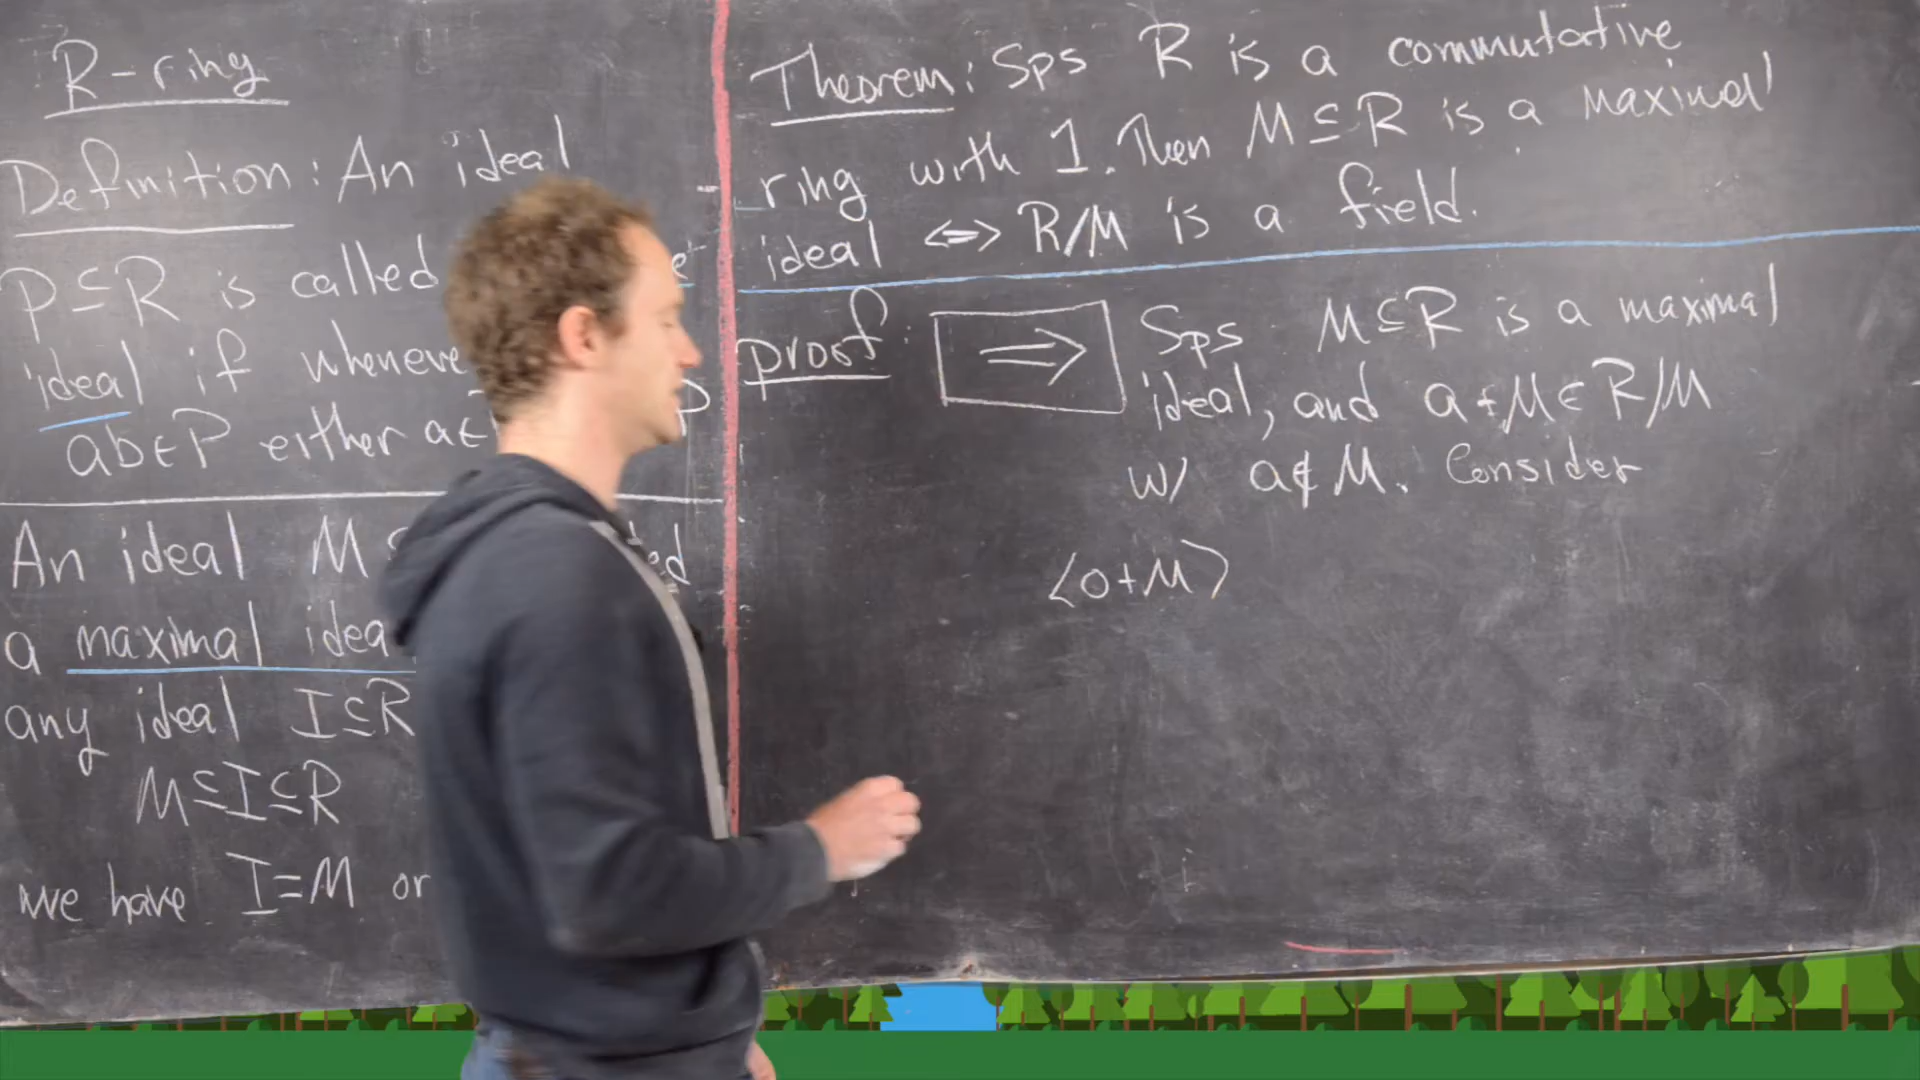 R-ring
Definition: An ideal
P⊆R is called e
ideal if wheneve
ab∈P either a∈ P
An ideal M ed
a maximal idea
any ideal I⊆R
M⊆I⊆R
we have I=M or
Theorem: Sps R is a commutative
ring with 1. Then M⊆R is a maximal
ideal ⇔ R/M is a field.
proof: ⇒ Sps M⊆R is a maximal
ideal, and a+M∈R/M
w/ a∉M. Consider
⟨0+M⟩